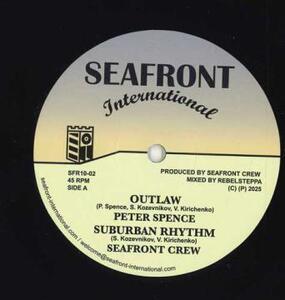 SEAFRONT
International
SFR10-02
45 RPM
SIDE A
PRODUCED BY SEAFRONT CREW
MIXED BY REBELSTEPPA
(C) (P) 2025
OUTLAW
(P. Spence, S. Kozevnikov, V. Kirichenko)
PETER SPENCE
SUBURBAN RHYTHM
(S. Kozevnikov, V. Kirichenko)
SEAFRONT CREW
seafront-international.com / welcome@seafront-international.com